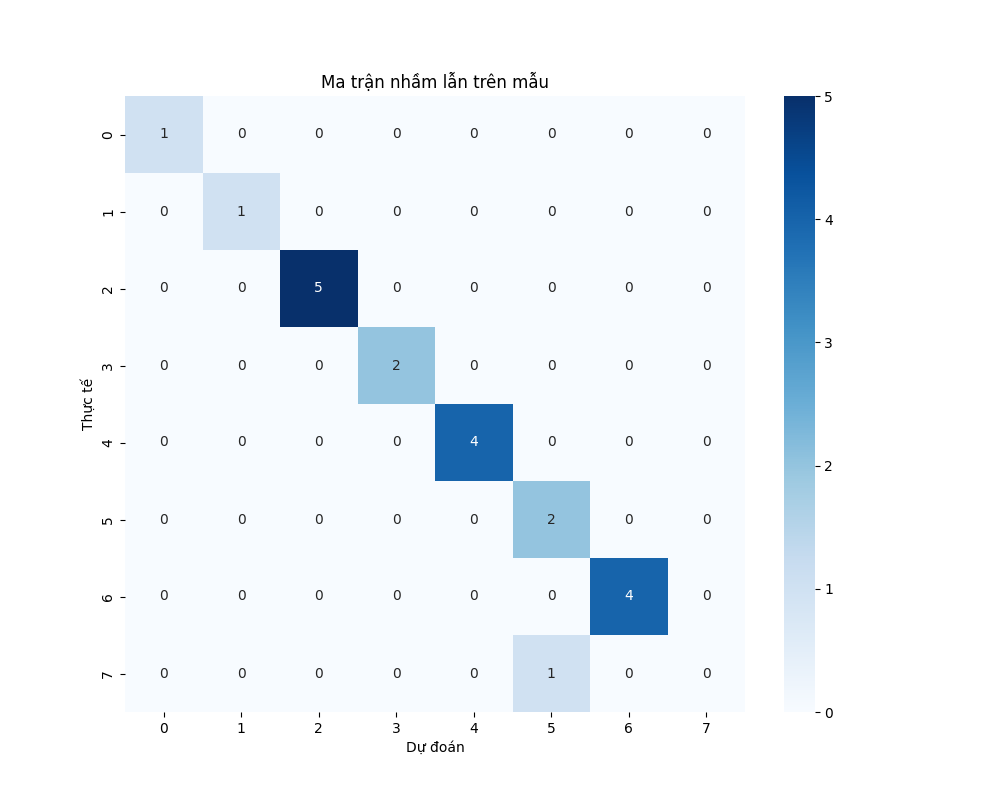 Ma trận nhầm lẫn trên mẫu
Thực tế
0 1 0 0 0 0 0 0 0
1 0 1 0 0 0 0 0 0
2 0 0 5 0 0 0 0 0
3 0 0 0 2 0 0 0 0
4 0 0 0 0 4 0 0 0
5 0 0 0 0 0 2 0 0
6 0 0 0 0 0 0 4 0
7 0 0 0 0 0 1 0 0
0 1 2 3 4 5 6 7
Dự đoán
5
4
3
2
1
0